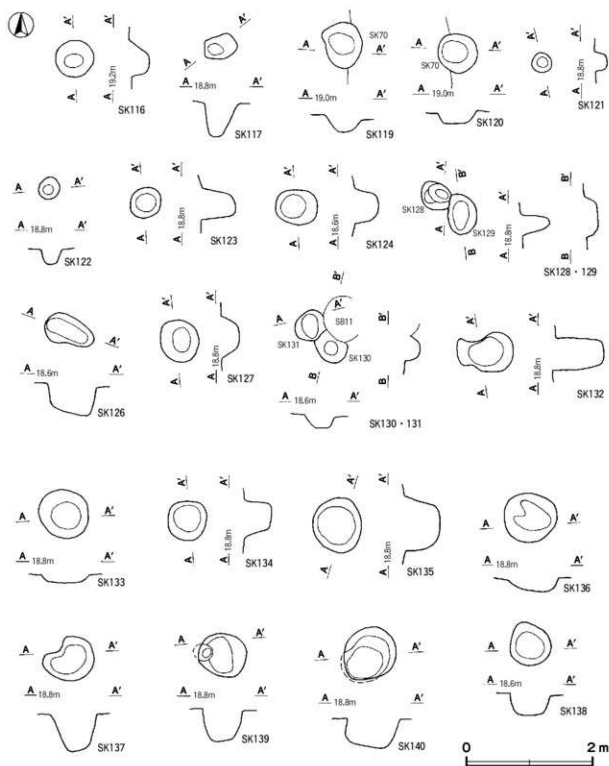 A A' A A' 19.2m SK116
A A' A 18.8m A' SK117
A A' SK70 A 19.0m A' SK119
A A' SK70 A 19.0m A' SK120
A A' A A' 18.8m SK121
A A' A 18.8m A' SK122
A A' A A' 18.8m SK123
A A' A A' 18.6m SK124
A A' B B' SK128 SK129 A A' 18.8m B B' SK128・129
A A' A 18.6m A' SK126
A A' A A' 18.8m SK127
A A' B B' SB11 SK131 SK130 B B' A 18.6m A' SK130・131
A A' A A' 18.8m SK132
A A' A 18.8m A' SK133
A A' A A' 18.8m SK134
A A' A A' 18.8m SK135
A A' A 18.8m A' SK136
A A' A 18.8m A' SK137
A A' A 18.8m A' SK139
A A' A 18.8m A' SK140
A A' A 18.6m A' SK138
0 2m